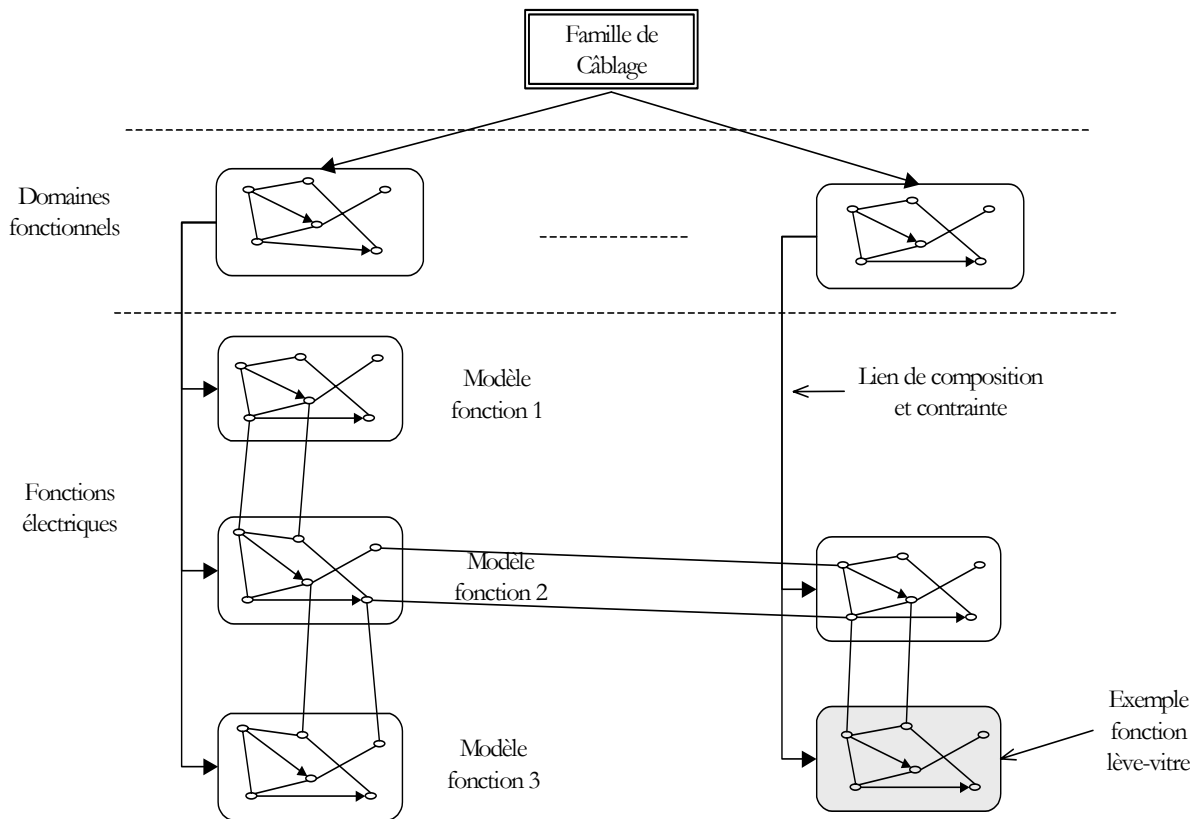 Famille de
Câblage
Domaines
fonctionnels
Modèle
fonction 1
Lien de composition
et contrainte
Fonctions
électriques
Modèle
fonction 2
Exemple
fonction
lève-vitre
Modèle
fonction 3